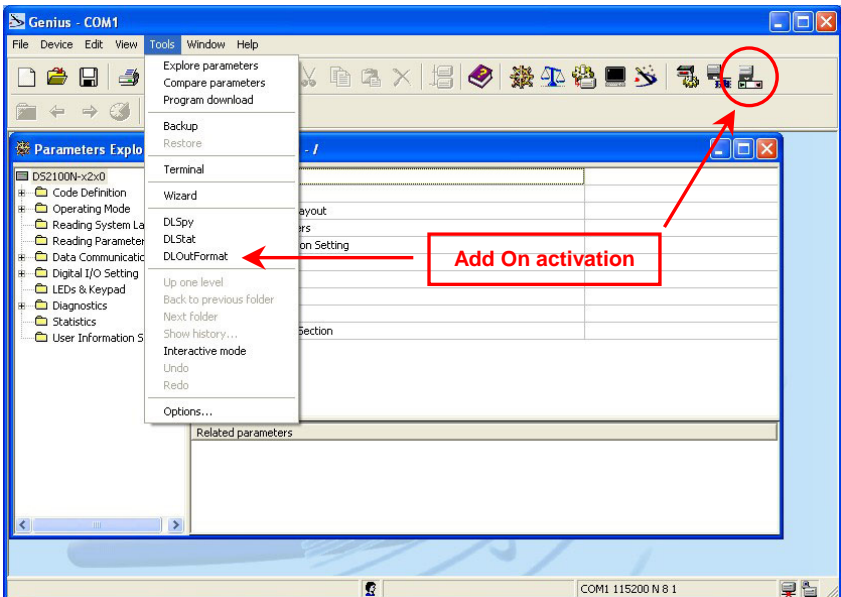 Genius - COM1
File Device Edit View Tools Window Help
Explore parameters
Compare parameters
Program download
Backup
Restore
Terminal
Wizard
DLSpy
DLStat
DLOutFormat
Up one level
Back to previous folder
Next folder
Show history...
Interactive mode
Undo
Redo
Options...
Parameters Explo - /
DS2100N-x2x0
Code Definition
Operating Mode
Reading System La
Reading Parameter
Data Communicatio
Digital I/O Setting
LEDs & Keypad
Diagnostics
Statistics
User Information S
ayout
ers
on Setting
Section
Add On activation
Related parameters
COM1 115200 N 8 1